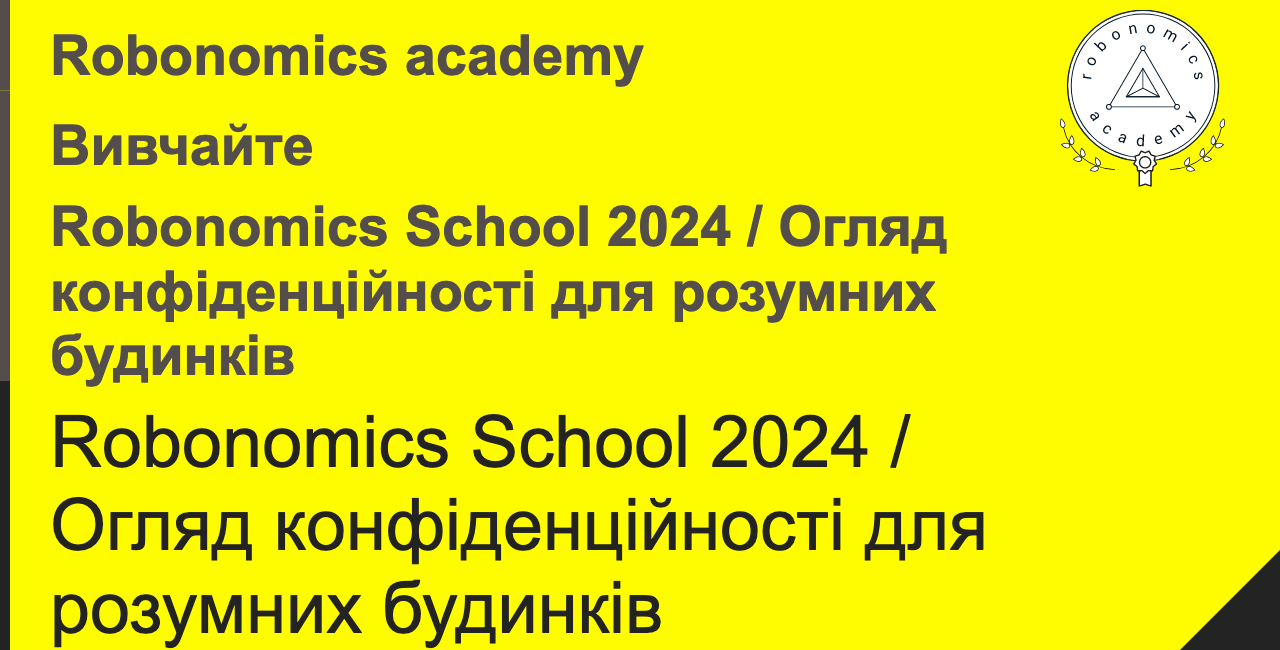 Robonomics academy
Вивчайте
Robonomics School 2024 / Огляд
конфіденційності для розумних
будинків
Robonomics School 2024 /
Огляд конфіденційності для
розумних будинків
robonomics
academy